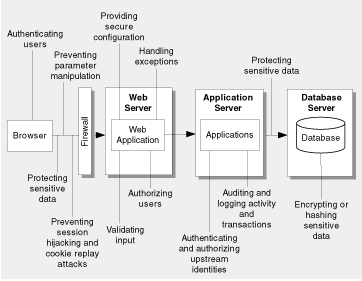 Providing
secure
configuration
Authenticating
users
Handling
exceptions
Preventing
parameter
manipulation
Protecting
sensitive data
Web
Server
Application
Server
Database
Server
Browser
Firewall
Web
Application
Applications
Database
Protecting
sensitive
data
Authorizing
users
Auditing and
logging activity
and
transactions
Preventing
session
hijacking and
cookie replay
attacks
Validating
input
Authenticating
and authorizing
upstream
identities
Encrypting or
hashing
sensitive
data